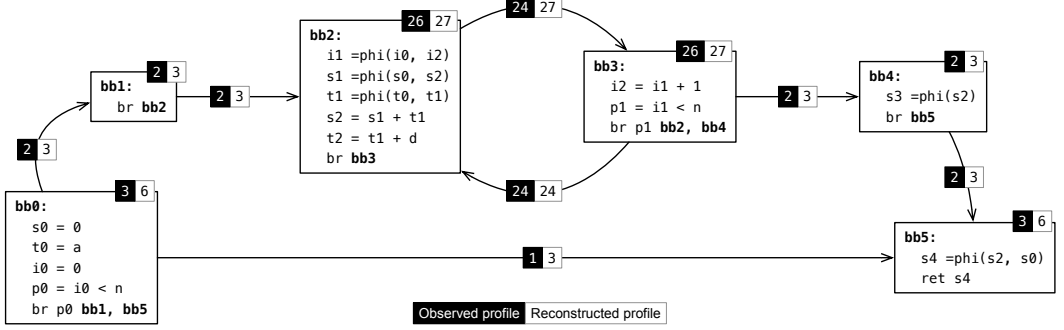 24 27
26 27
bb2:
i1 =phi(i0, i2)
s1 =phi(s0, s2)
t1 =phi(t0, t1)
s2 = s1 + t1
t2 = t1 + d
br bb3
26 27
bb3:
i2 = i1 + 1
p1 = i1 < n
br p1 bb2, bb4
2 3
bb1:
br bb2
2 3
2 3
2 3
bb4:
s3 =phi(s2)
br bb5
2 3
24 24
2 3
3 6
bb0:
s0 = 0
t0 = a
i0 = 0
p0 = i0 < n
br p0 bb1, bb5
1 3
3 6
bb5:
s4 =phi(s2, s0)
ret s4
Observed profile Reconstructed profile